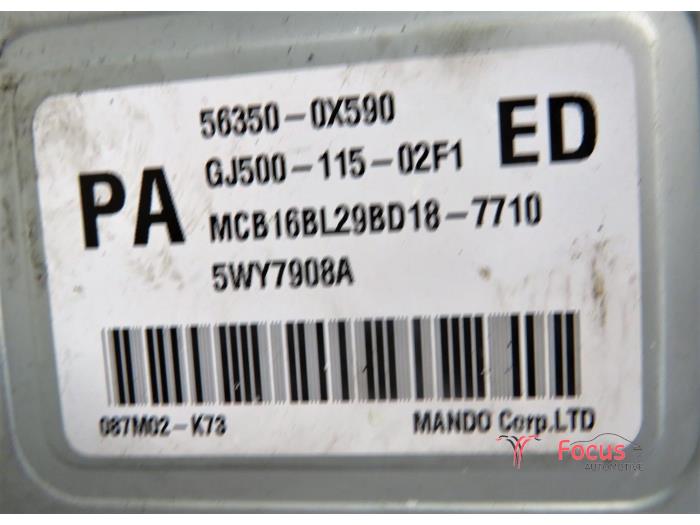 56350-0X590
PA GJ500-115-02F1 ED
MCB16BL29BD18-7710
5WY7908A
087M02-K73
MANDO Corp.LTD
Focus
AUTOMOTIVE